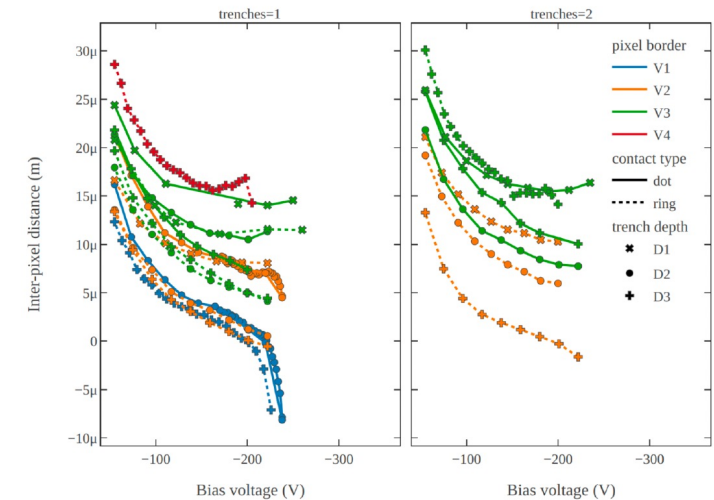 trenches=1
trenches=2
Inter-pixel distance (m)
30μ
25μ
20μ
15μ
10μ
5μ
0
−5μ
−10μ
−100
−200
−300
−100
−200
−300
Bias voltage (V)
Bias voltage (V)
pixel border
V1
V2
V3
V4
contact type
dot
ring
trench depth
D1
D2
D3